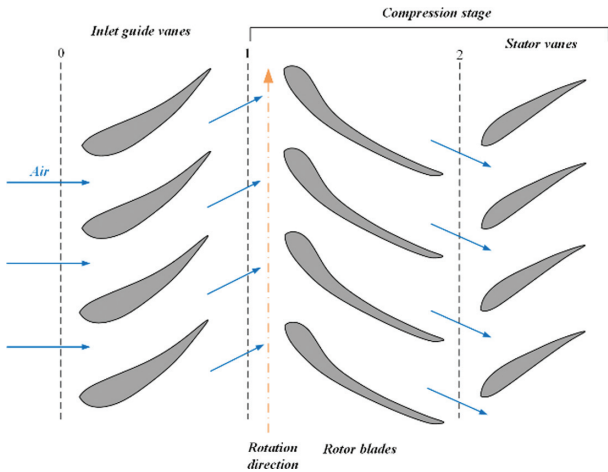 Compression stage
Inlet guide vanes
Stator vanes
0
1
2
Air
Rotation
direction
Rotor blades